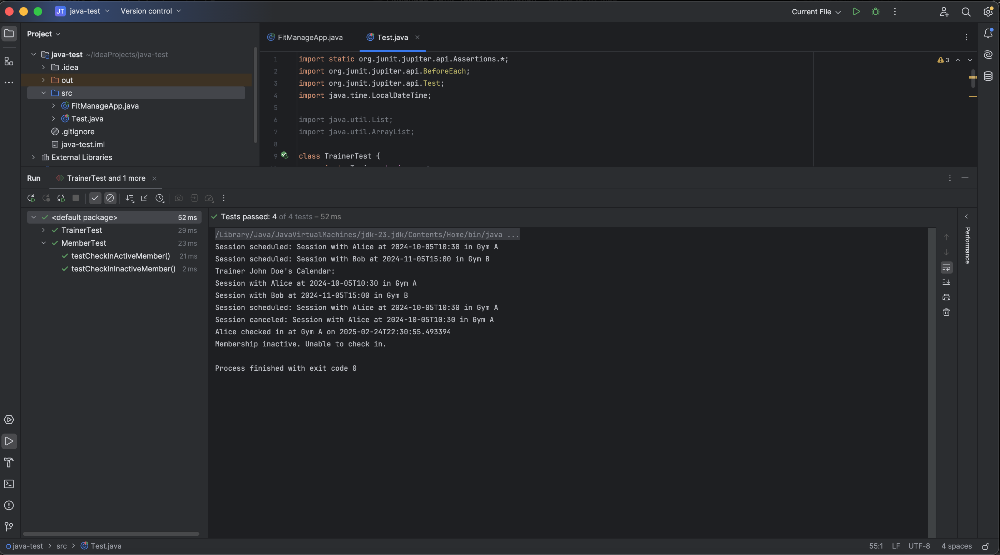 JT java-test Version control Current File
Project
java-test ~/IdeaProjects/java-test
.idea
out
src
FitManageApp.java
Test.java
.gitignore
java-test.iml
External Libraries
FitManageApp.java Test.java
3
1 import static org.junit.jupiter.api.Assertions.*;
2 import org.junit.jupiter.api.BeforeEach;
3 import org.junit.jupiter.api.Test;
4 import java.time.LocalDateTime;
5
6 import java.util.List;
7 import java.util.ArrayList;
8
9 class TrainerTest {
Run TrainerTest and 1 more
<default package> 52 ms
TrainerTest 29 ms
MemberTest 23 ms
testCheckInActiveMember() 21 ms
testCheckInInactiveMember() 2 ms
Tests passed: 4 of 4 tests – 52 ms
/Library/Java/JavaVirtualMachines/jdk-23.jdk/Contents/Home/bin/java ...
Session scheduled: Session with Alice at 2024-10-05T10:30 in Gym A
Session scheduled: Session with Bob at 2024-11-05T15:00 in Gym B
Trainer John Doe's Calendar:
Session with Alice at 2024-10-05T10:30 in Gym A
Session with Bob at 2024-11-05T15:00 in Gym B
Session scheduled: Session with Alice at 2024-10-05T10:30 in Gym A
Session canceled: Session with Alice at 2024-10-05T10:30 in Gym A
Alice checked in at Gym A on 2025-02-24T22:30:55.493394
Membership inactive. Unable to check in.
Process finished with exit code 0
Performance
java-test > src > Test.java
55:1 LF UTF-8 4 spaces